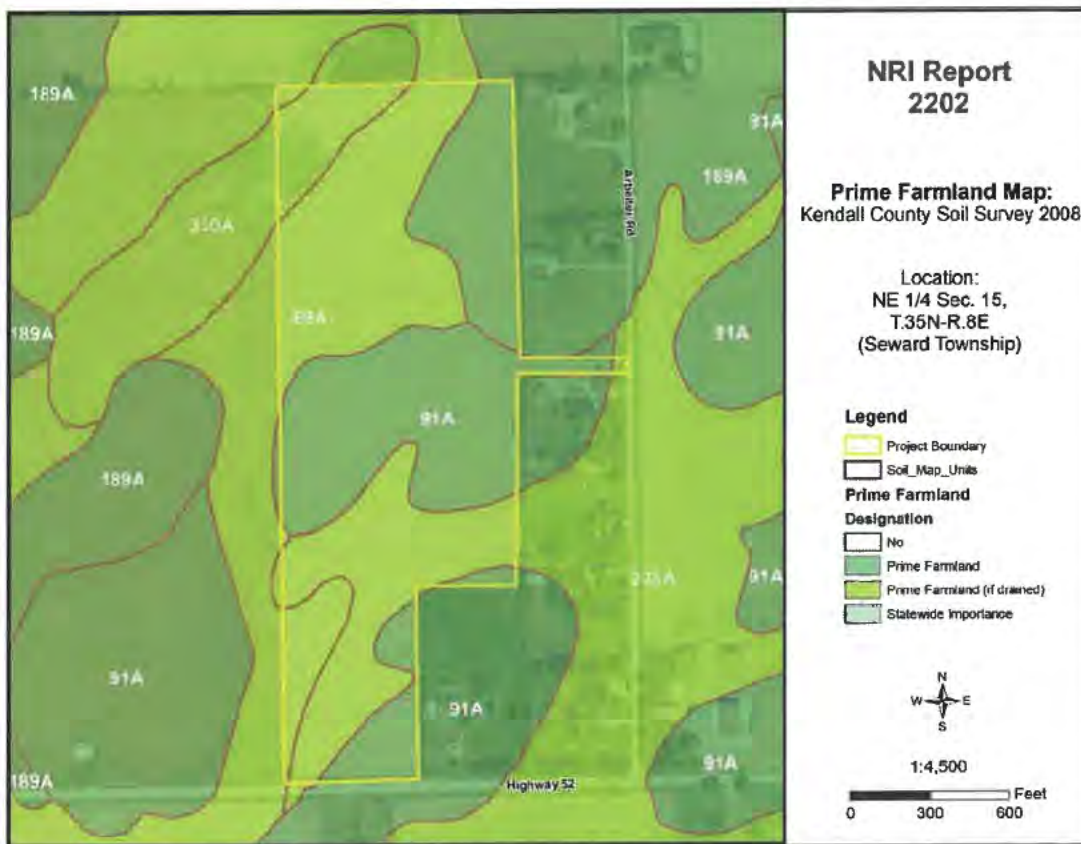 NRI Report
2202
Prime Farmland Map:
Kendall County Soil Survey 2008
Location:
NE 1/4 Sec. 15,
T.35N-R.8E
(Seward Township)
Legend
Project Boundary
Soil_Map_Units
Prime Farmland
Designation
No
Prime Farmland
Prime Farmland (if drained)
Statewide Importance
N
W E
S
1:4,500
Feet
0 300 600
189A
91A
189A
Rd
189A
91A
91A
189A
91A
91A
91A
189A
91A
Highway 52